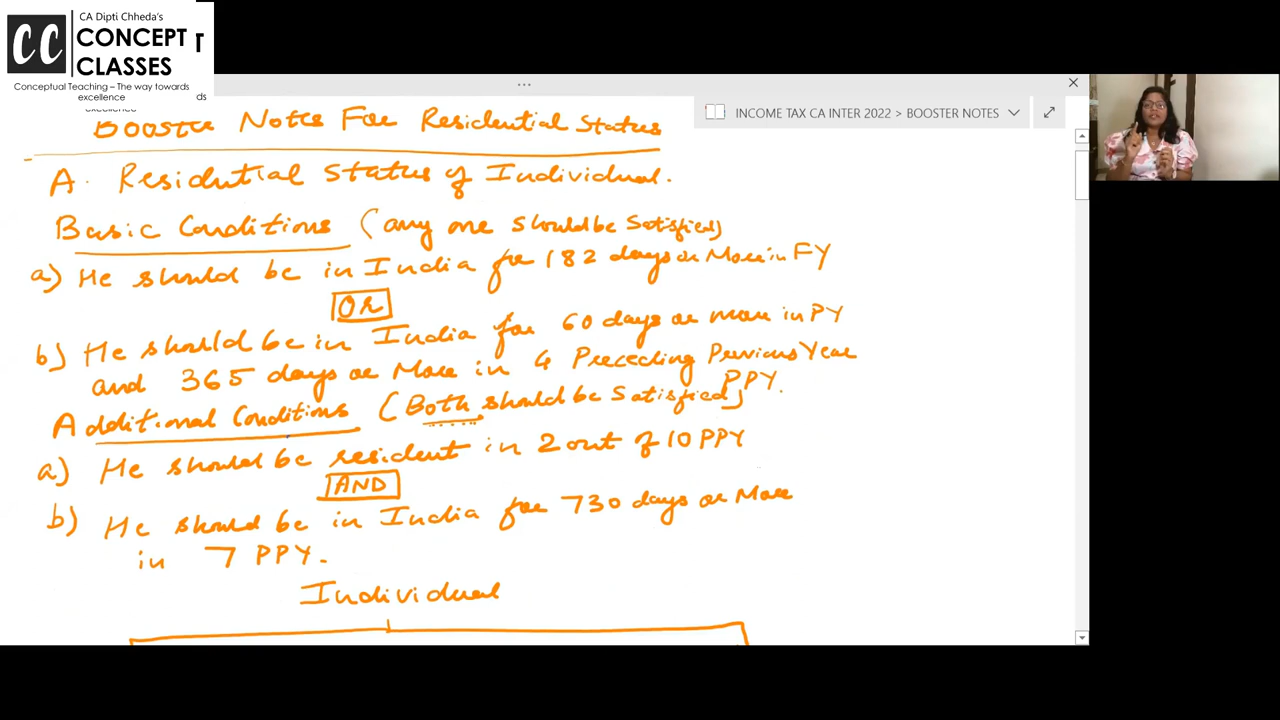 CA Dipti Chheda's
CONCEPT T
CLASSES
Conceptual Teaching – The way towards
excellence ds
excellence
INCOME TAX CA INTER 2022 > BOOSTER NOTES
Booster Notes For Residential Status
A. Residential Status of Individual.
Basic Conditions (any one should be Satisfied)
a) He should be in India for 182 days or More in FY
OR
b) He should be in India for 60 days or more in PY
and 365 days or More in 4 Preceding Previous Year
PPY.
Additional Conditions (Both should be Satisfied)
a) He should be resident in 2 out of 10 PPY
AND
b) He should be in India for 730 days or More
in 7 PPY.
Individual